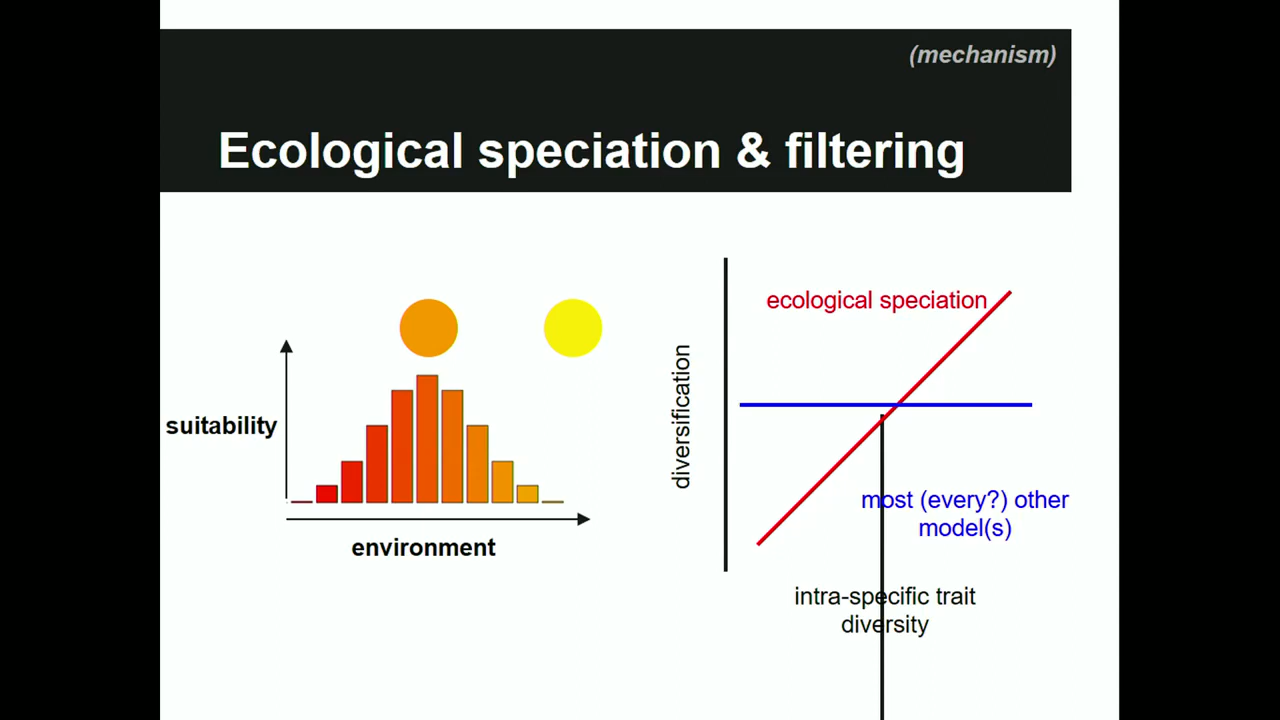 (mechanism)
Ecological speciation & filtering
suitability
environment
diversification
ecological speciation
most (every?) other
model(s)
intra-specific trait
diversity